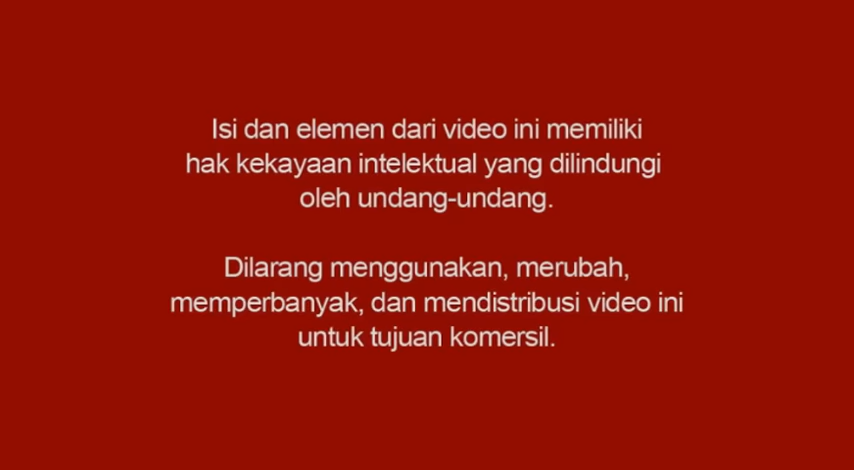 Isi dan elemen dari video ini memiliki
hak kekayaan intelektual yang dilindungi
oleh undang-undang.
Dilarang menggunakan, merubah,
memperbanyak, dan mendistribusi video ini
untuk tujuan komersil.